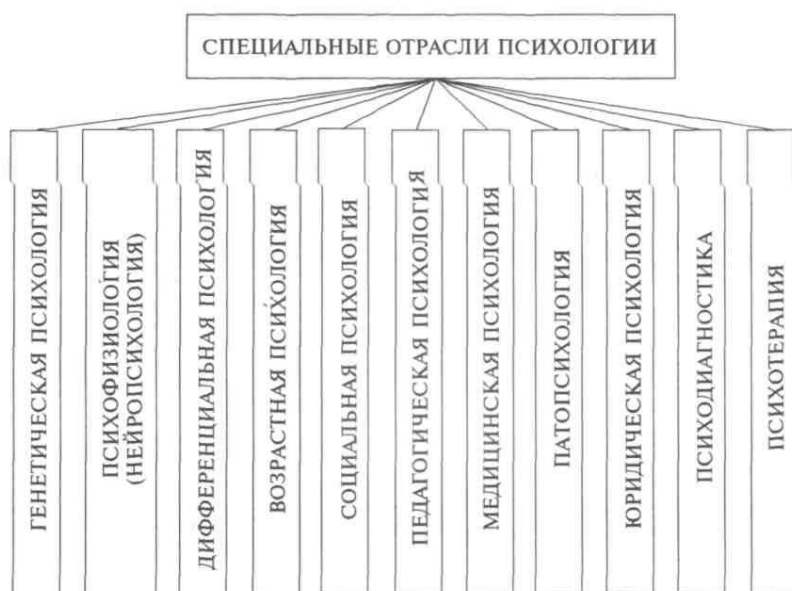 СПЕЦИАЛЬНЫЕ ОТРАСЛИ ПСИХОЛОГИИ
ГЕНЕТИЧЕСКАЯ ПСИХОЛОГИЯ
ПСИХОФИЗИОЛОГИЯ
(НЕЙРОПСИХОЛОГИЯ)
ДИФФЕРЕНЦИАЛЬНАЯ ПСИХОЛОГИЯ
ВОЗРАСТНАЯ ПСИХОЛОГИЯ
СОЦИАЛЬНАЯ ПСИХОЛОГИЯ
ПЕДАГОГИЧЕСКАЯ ПСИХОЛОГИЯ
МЕДИЦИНСКАЯ ПСИХОЛОГИЯ
ПАТОПСИХОЛОГИЯ
ЮРИДИЧЕСКАЯ ПСИХОЛОГИЯ
ПСИХОДИАГНОСТИКА
ПСИХОТЕРАПИЯ